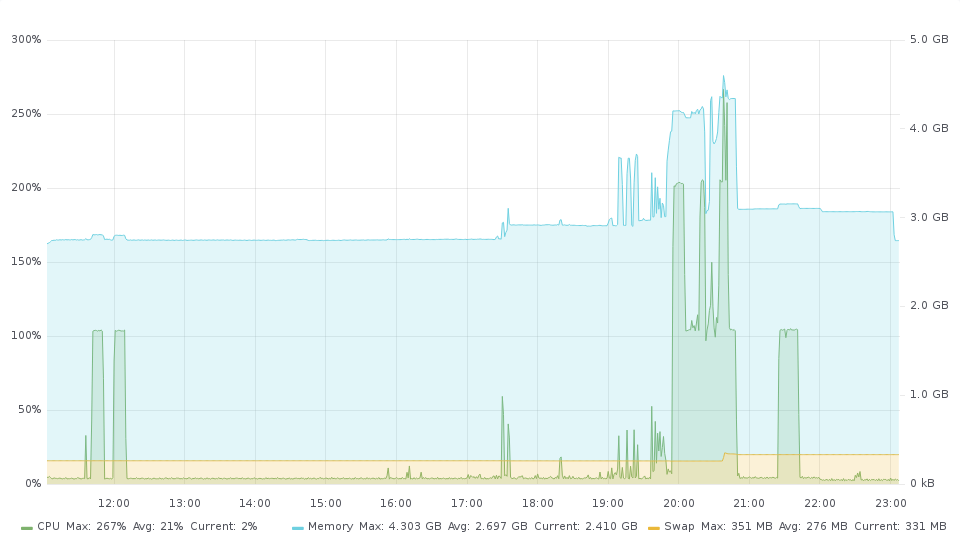 300% 5.0 GB
250% 4.0 GB
200%
3.0 GB
150%
2.0 GB
100%
1.0 GB
50%
0% 0 kB
12:00 13:00 14:00 15:00 16:00 17:00 18:00 19:00 20:00 21:00 22:00 23:00
CPU Max: 267% Avg: 21% Current: 2% Memory Max: 4.303 GB Avg: 2.697 GB Current: 2.410 GB Swap Max: 351 MB Avg: 276 MB Current: 331 MB